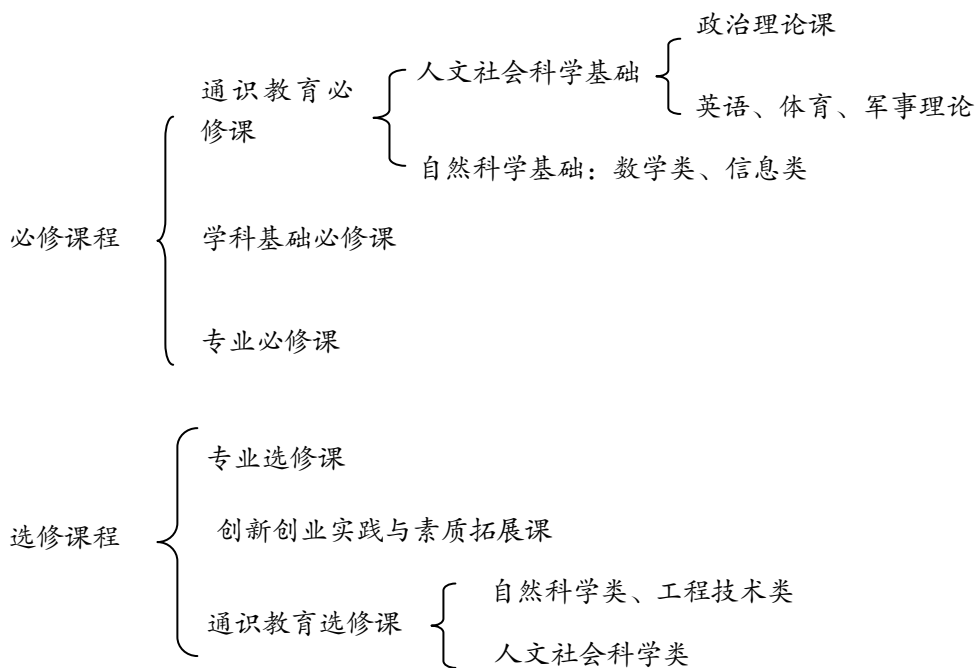 政治理论课
人文社会科学基础
通识教育必
修课
英语、体育、军事理论
自然科学基础：数学类、信息类
必修课程
学科基础必修课
专业必修课
专业选修课
选修课程
创新创业实践与素质拓展课
自然科学类、工程技术类
通识教育选修课
人文社会科学类